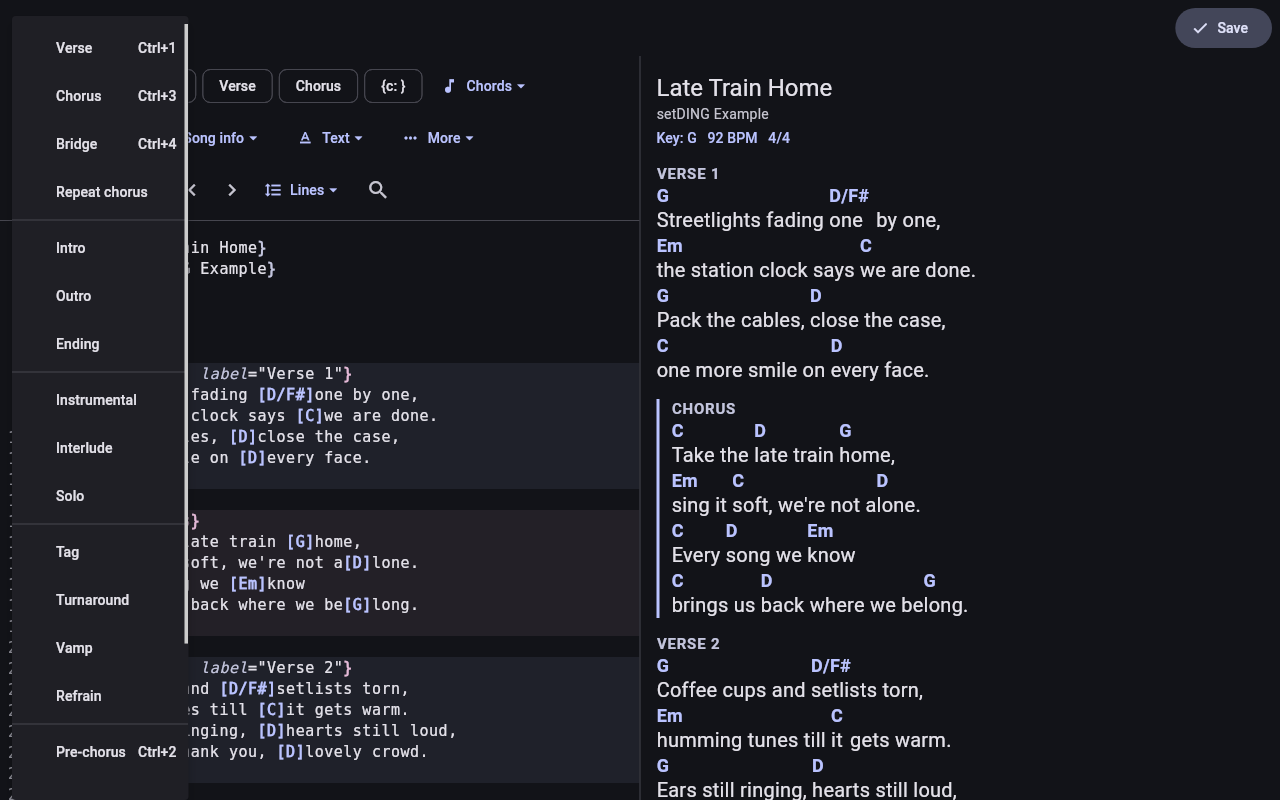 Save
Verse Ctrl+1
Chorus Ctrl+3
Bridge Ctrl+4
Repeat chorus
Intro
Outro
Ending
Instrumental
Interlude
Solo
Tag
Turnaround
Vamp
Refrain
Pre-chorus Ctrl+2
Verse Chorus {c: } Chords
Song info Text More
Lines
in Home}
Example}
label="Verse 1"}
fading [D/F#]one by one,
clock says [C]we are done.
es, [D]close the case,
e on [D]every face.
}
ate train [G]home,
oft, we're not a[D]lone.
we [Em]know
back where we be[G]long.
label="Verse 2"}
nd [D/F#]setlists torn,
s till [C]it gets warm.
nging, [D]hearts still loud,
ank you, [D]lovely crowd.
Late Train Home
setDING Example
Key: G 92 BPM 4/4
VERSE 1
G D/F#
Streetlights fading one by one,
Em C
the station clock says we are done.
G D
Pack the cables, close the case,
C D
one more smile on every face.
CHORUS
C D G
Take the late train home,
Em C D
sing it soft, we're not alone.
C D Em
Every song we know
C D G
brings us back where we belong.
VERSE 2
G D/F#
Coffee cups and setlists torn,
Em C
humming tunes till it gets warm.
G D
Ears still ringing, hearts still loud,